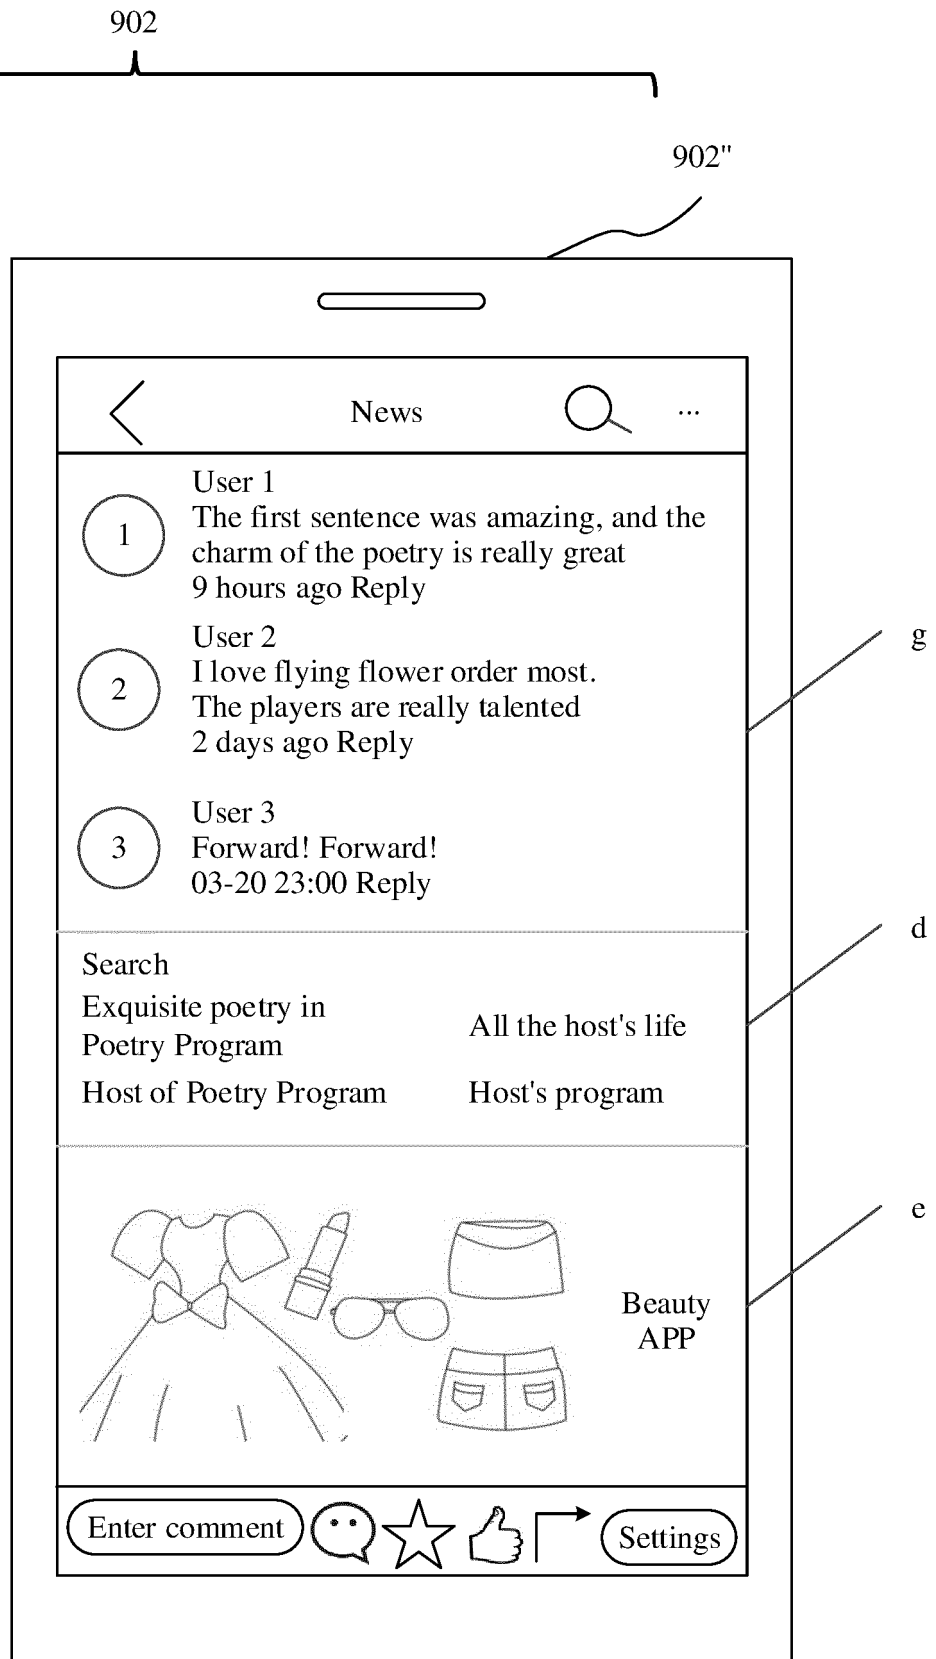 902
902"
News
...
1
User 1
The first sentence was amazing, and the
charm of the poetry is really great
9 hours ago Reply
2
User 2
I love flying flower order most.
The players are really talented
2 days ago Reply
g
3
User 3
Forward! Forward!
03-20 23:00 Reply
d
Search
Exquisite poetry in
Poetry Program
All the host's life
Host of Poetry Program
Host's program
e
Beauty
APP
Enter comment
Settings